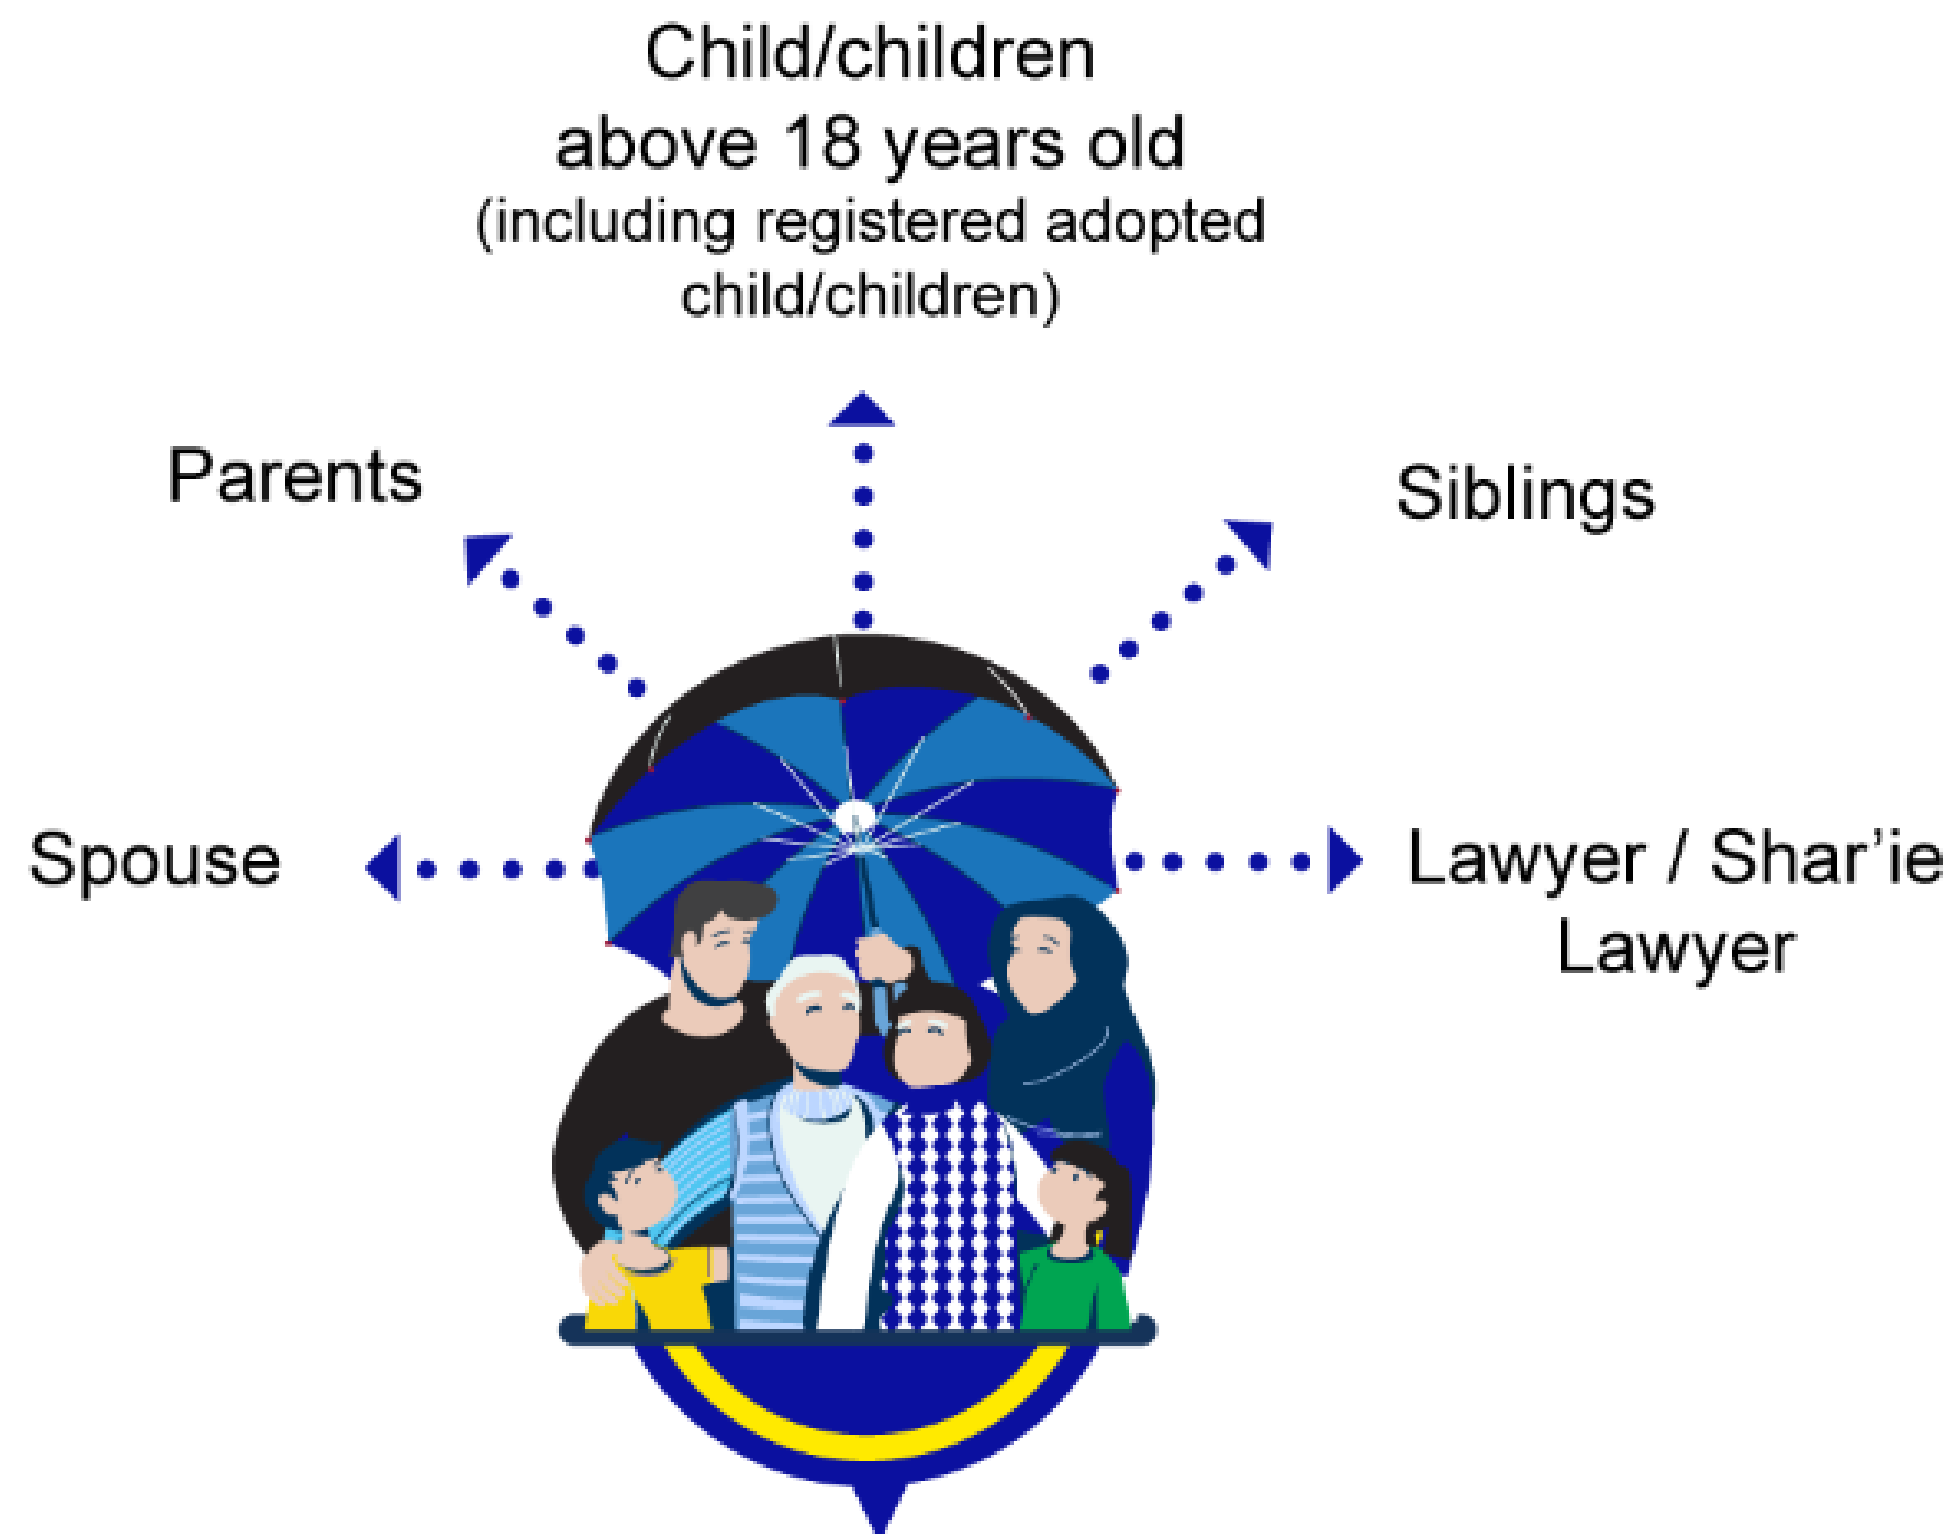 Child/children
above 18 years old
(including registered adopted
child/children)
Parents
Siblings
Spouse
Lawyer / Shar’ie
Lawyer